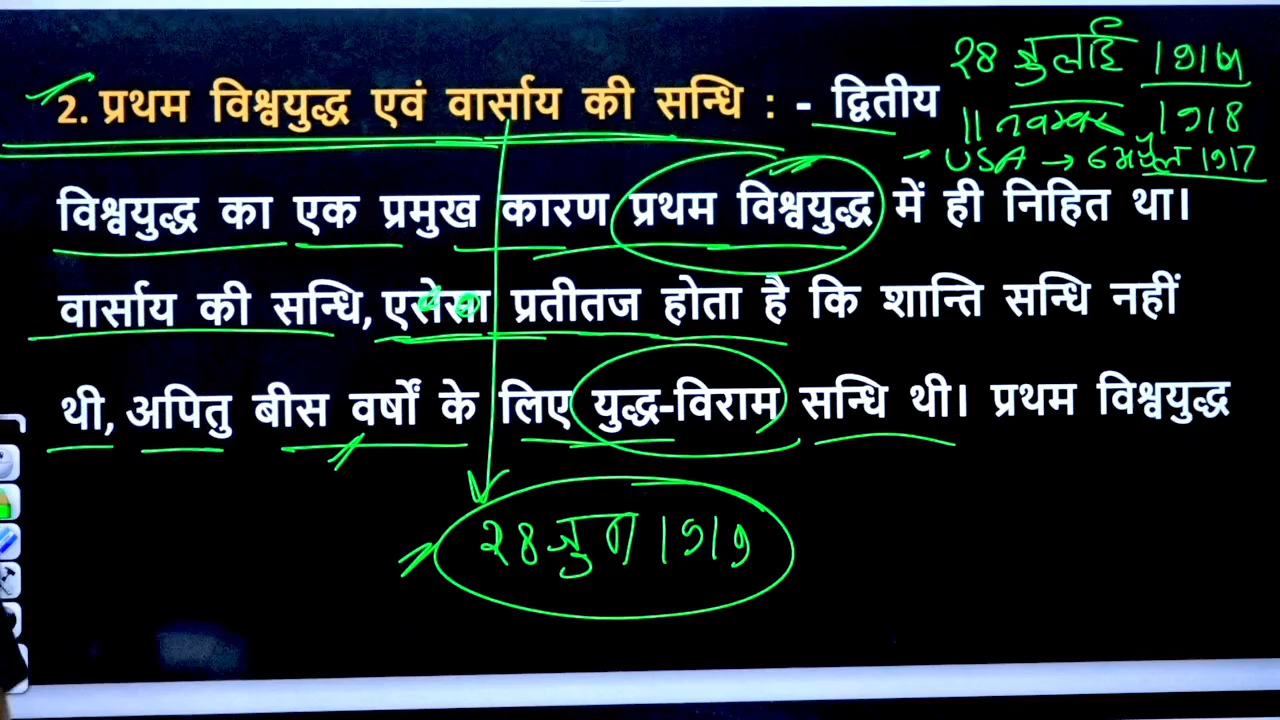 2. प्रथम विश्वयुद्ध एवं वार्साय की सन्धि : - द्वितीय
28 जुलाई 1914
11 नवम्बर 1918
USA → 6 अप्रैल 1917
विश्वयुद्ध का एक प्रमुख कारण प्रथम विश्वयुद्ध में ही निहित था।
वार्साय की सन्धि, एसेसा प्रतीतज होता है कि शान्ति सन्धि नहीं
थी, अपितु बीस वर्षों के लिए युद्ध-विराम सन्धि थी। प्रथम विश्वयुद्ध
28 जून 1919